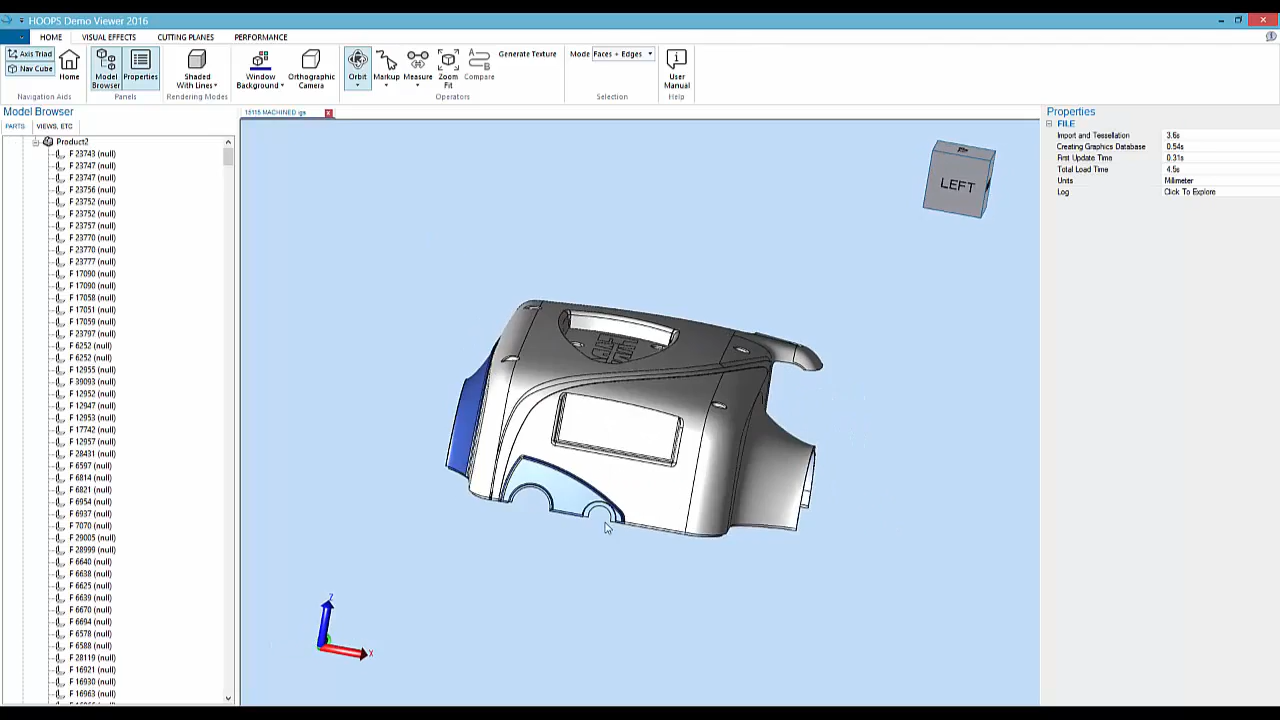 HOOPS Demo Viewer 2016
HOME VISUAL EFFECTS CUTTING PLANES PERFORMANCE
Axis Triad
Nav Cube
Home
Model Browser
Properties
Shaded With Lines
Window Background
Orthographic Camera
Orbit
Markup
Measure
Zoom Fit
Compare
Generate Texture
Mode Faces + Edges
User Manual
Navigation Aids
Panels
Rendering Modes
Operators
Selection
Help
Model Browser
PARTS VIEWS, ETC
15115 MACHINED.igs
Product2
F 23743 (null)
F 23747 (null)
F 23747 (null)
F 23756 (null)
F 23752 (null)
F 23752 (null)
F 23757 (null)
F 23770 (null)
F 23770 (null)
F 23777 (null)
F 17090 (null)
F 17090 (null)
F 17058 (null)
F 17051 (null)
F 17059 (null)
F 23797 (null)
F 6252 (null)
F 6252 (null)
F 12955 (null)
F 39093 (null)
F 12952 (null)
F 12947 (null)
F 12953 (null)
F 17742 (null)
F 12957 (null)
F 28431 (null)
F 6597 (null)
F 6814 (null)
F 6821 (null)
F 6954 (null)
F 6937 (null)
F 7070 (null)
F 29005 (null)
F 28999 (null)
F 6640 (null)
F 6638 (null)
F 6625 (null)
F 6639 (null)
F 6670 (null)
F 6694 (null)
F 6578 (null)
F 6588 (null)
F 28119 (null)
F 16921 (null)
F 16930 (null)
F 16963 (null)
LEFT
Z
X
Properties
FILE
Import and Tessellation 3.6s
Creating Graphics Database 0.54s
First Update Time 0.31s
Total Load Time 4.5s
Units Millimeter
Log Click To Explore